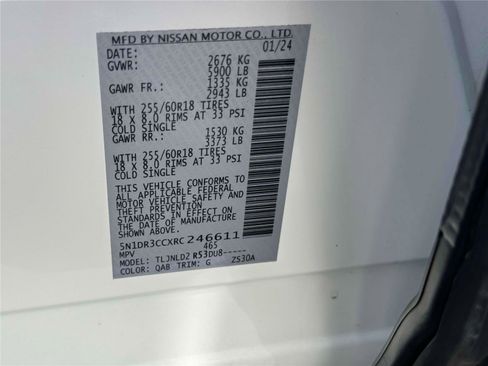 MFD BY NISSAN MOTOR CO., LTD.
DATE: 01/24
GVWR: 2676 KG
5900 LB
GAWR FR.: 1335 KG
2943 LB
WITH 255/60R18 TIRES
18 X 8.0 RIMS AT 33 PSI
COLD SINGLE
GAWR RR.: 1530 KG
3373 LB
WITH 255/60R18 TIRES
18 X 8.0 RIMS AT 33 PSI
COLD SINGLE
THIS VEHICLE CONFORMS TO
ALL APPLICABLE FEDERAL
MOTOR VEHICLE SAFETY AND
THEFT PREVENTION
STANDARDS IN EFFECT ON
THE DATE OF MANUFACTURE
SHOWN ABOVE.
5N1DR3CCXRC246611
MPV 465
MODEL: TLJNLDZ R53DU8-----
COLOR: QAB TRIM: G ZS30A